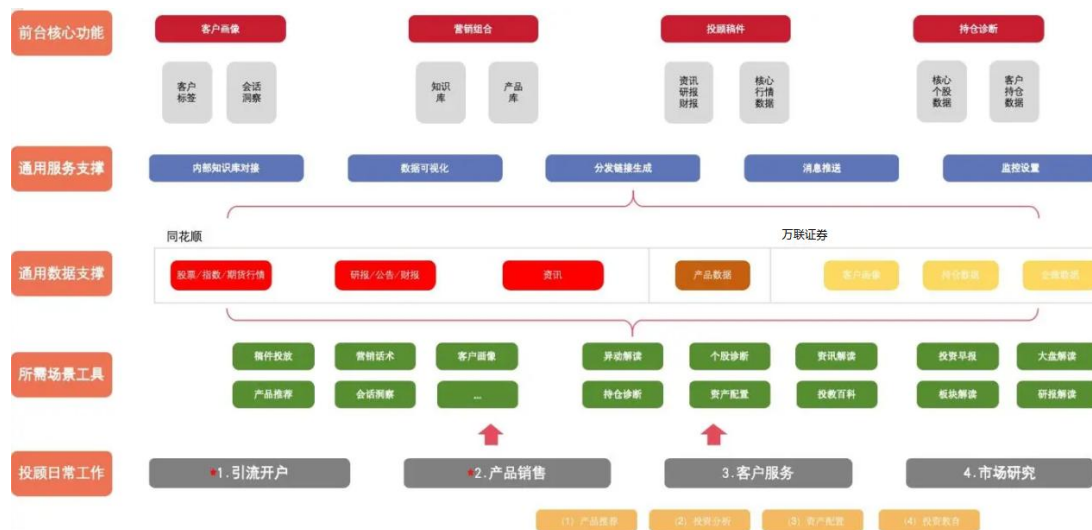 前台核心功能
客户画像
营销组合
投顾稿件
持仓诊断
客户
标签
会话
洞察
知识
库
产品
库
资讯
研报
财报
核心
行情
数据
核心
个股
数据
客户
持仓
数据
通用服务支撑
内部知识库对接
数据可视化
分发链接生成
消息推送
监控设置
同花顺
万联证券
通用数据支撑
股票/指数/期货行情
研报/公告/财报
资讯
产品数据
客户画像
持仓数据
所需场景工具
稿件投放
营销话术
客户画像
异动解读
个股诊断
资讯解读
投资早报
大盘解读
产品推荐
会话洞察
...
持仓诊断
资产配置
投教百科
板块解读
研报解读
投顾日常工作
*1.引流开户
*2.产品销售
3.客户服务
4.市场研究
(1) 产品推荐
(2) 投资分析
(3) 资产配置
(4) 投资教育